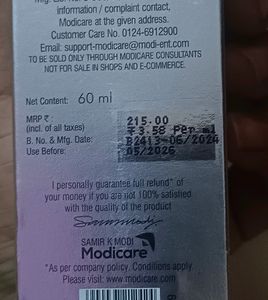 information / complaint contact,
Modicare at the given address.
Customer Care No. 0124-6912900
Email: support-modicare@modi-ent.com
TO BE SOLD ONLY THROUGH MODICARE CONSULTANTS
NOT FOR SALE IN SHOPS AND E-COMMERCE.
Net Content: 60 ml
MRP ₹ : 215.00
(incl. of all taxes) ₹3.58 Per ml
B. No. & Mfg. Date: B2413-06/2024
Use Before: 05/2026
I personally guarantee full refund* of
your money if you are not 100% satisfied
with the quality of the product
SAMIR K MODI
Modicare
*As per company policy. Conditions apply.
Please visit: www.modicare.com